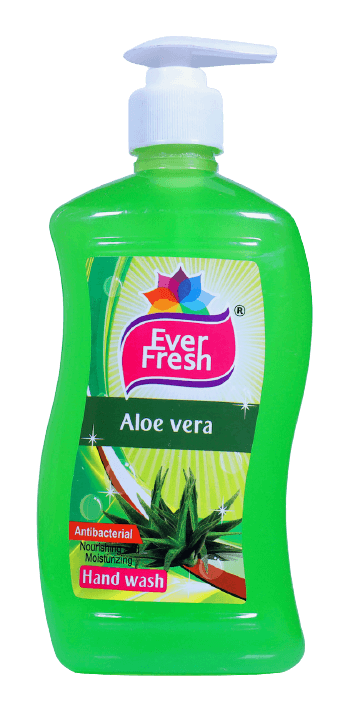 ®
Ever
Fresh
Aloe vera
Antibacterial
Nourishing
Moisturizing
Hand wash